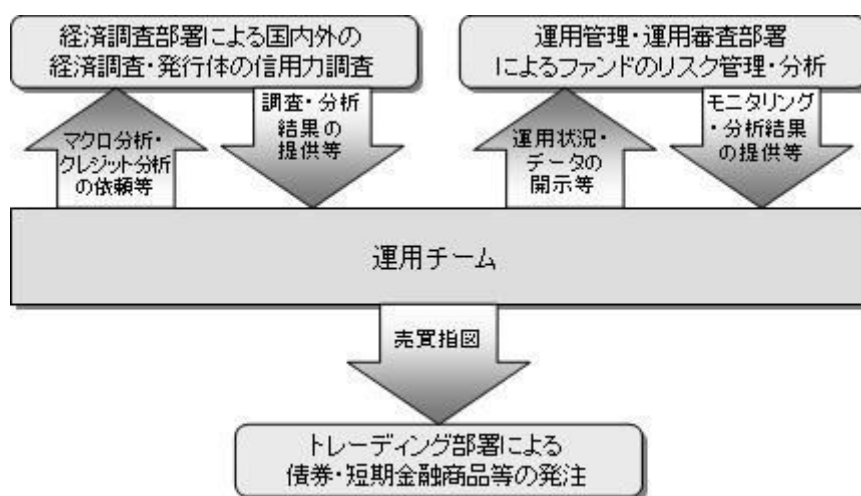 経済調査部署による国内外の
経済調査・発行体の信用力調査
運用管理・運用審査部署
によるファンドのリスク管理・分析
マクロ分析・
クレジット分析
の依頼等
調査・分析
結果の
提供等
運用状況・
データの
開示等
モニタリング
・分析結果
の提供等
運用チーム
売買指図
トレーディング部署による
債券・短期金融商品等の発注